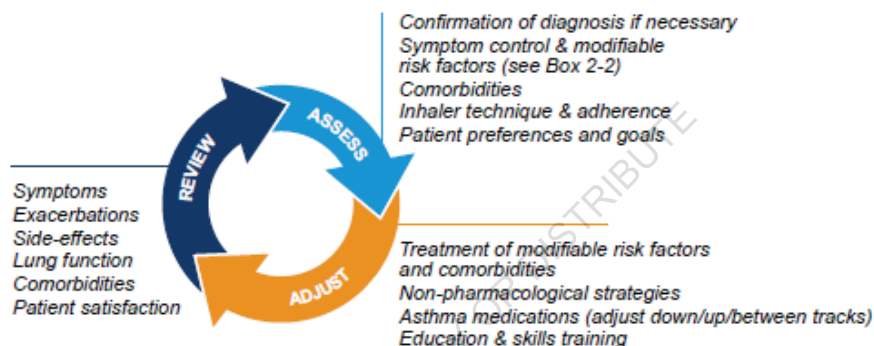 Confirmation of diagnosis if necessary
Symptom control & modifiable
risk factors (see Box 2-2)
Comorbidities
Inhaler technique & adherence
Patient preferences and goals
ASSESS
REVIEW
Symptoms
Exacerbations
Side-effects
Lung function
Comorbidities
Patient satisfaction
ADJUST
Treatment of modifiable risk factors
and comorbidities
Non-pharmacological strategies
Asthma medications (adjust down/up/between tracks)
Education & skills training
OR DISTRIBUTE